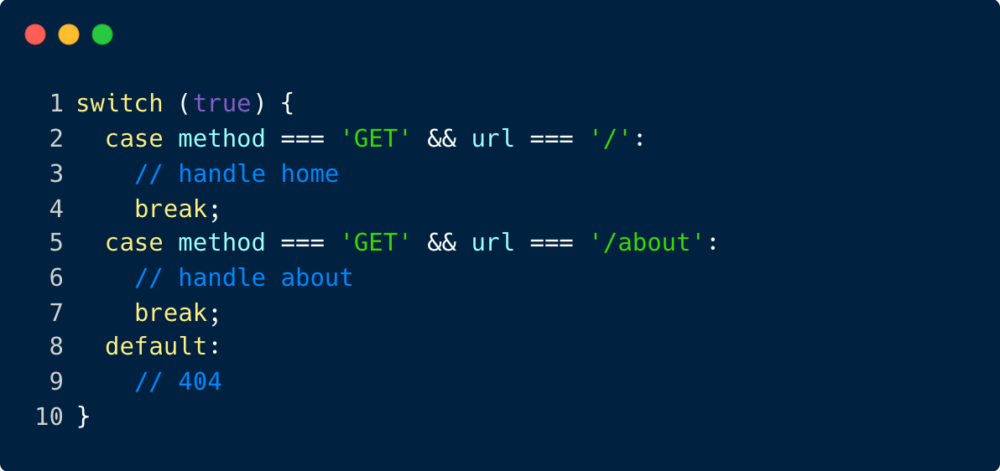 1 switch (true) {
2   case method === 'GET' && url === '/':
3     // handle home
4     break;
5   case method === 'GET' && url === '/about':
6     // handle about
7     break;
8   default:
9     // 404
10 }